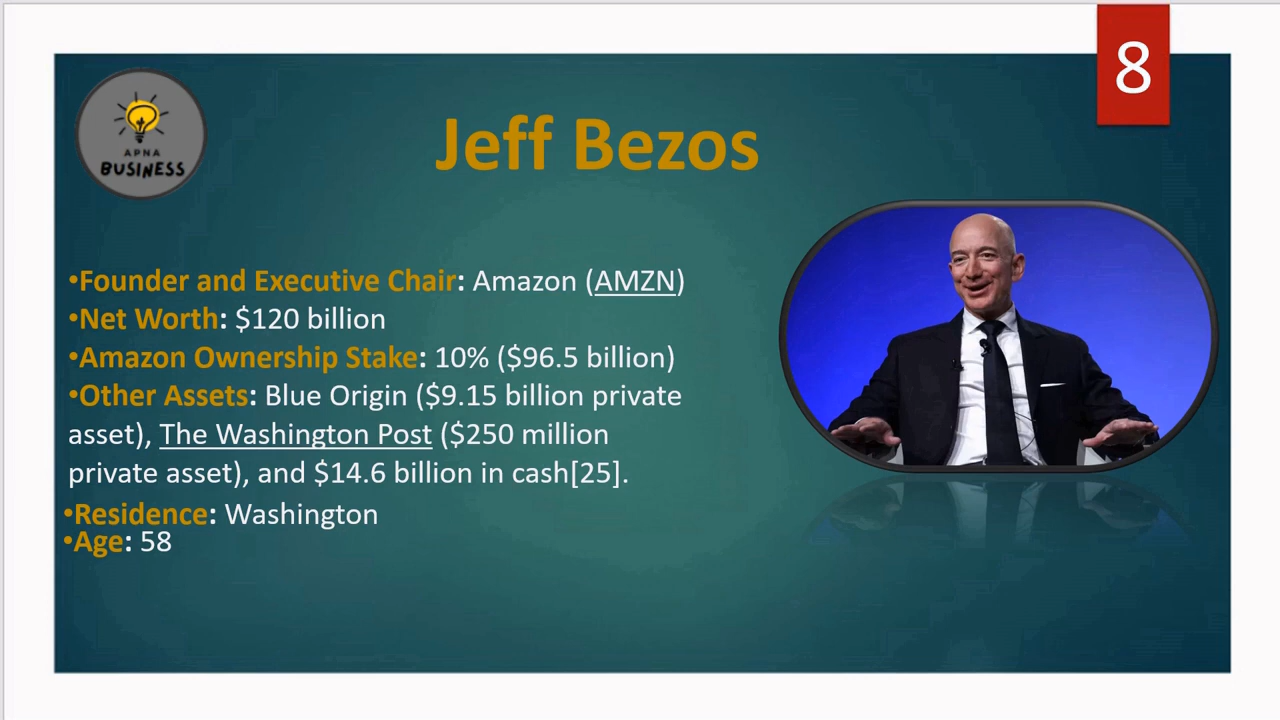 8
APNA
BUSINESS
Jeff Bezos
•Founder and Executive Chair: Amazon (AMZN)
•Net Worth: $120 billion
•Amazon Ownership Stake: 10% ($96.5 billion)
•Other Assets: Blue Origin ($9.15 billion private
asset), The Washington Post ($250 million
private asset), and $14.6 billion in cash[25].
•Residence: Washington
•Age: 58